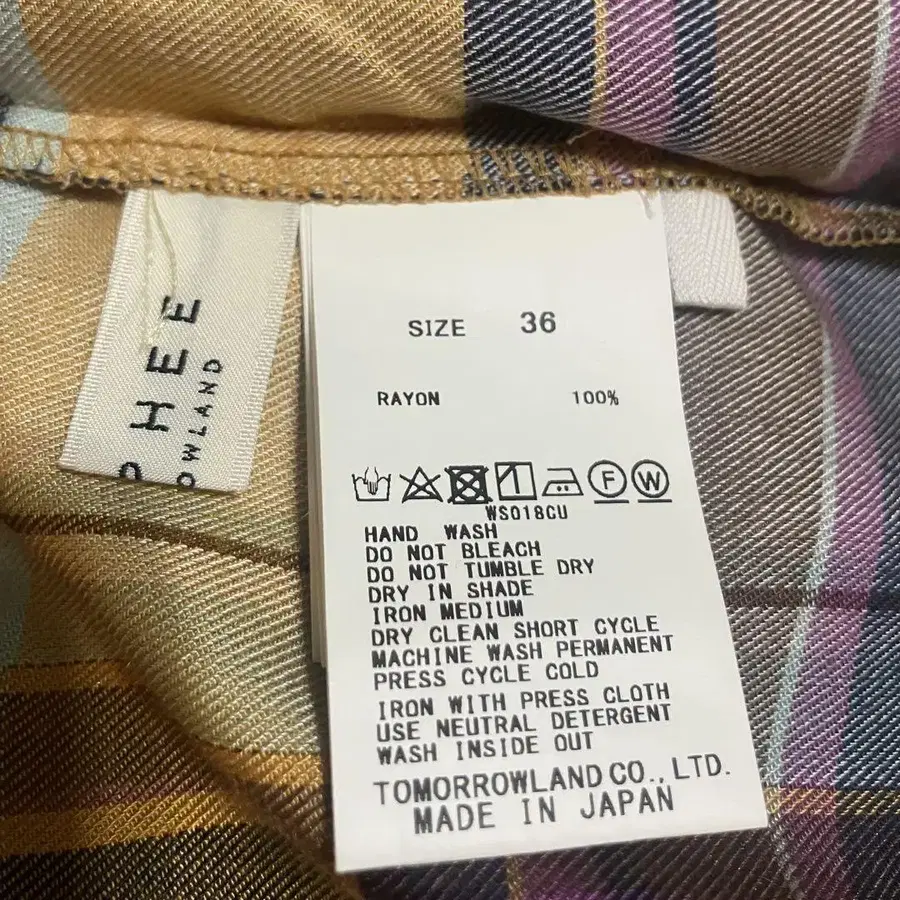 HEE
OWLAND
SIZE 36
RAYON 100%
WS018CU
HAND WASH
DO NOT BLEACH
DO NOT TUMBLE DRY
DRY IN SHADE
IRON MEDIUM
DRY CLEAN SHORT CYCLE
MACHINE WASH PERMANENT
PRESS CYCLE COLD
IRON WITH PRESS CLOTH
USE NEUTRAL DETERGENT
WASH INSIDE OUT
TOMORROWLAND CO., LTD.
MADE IN JAPAN